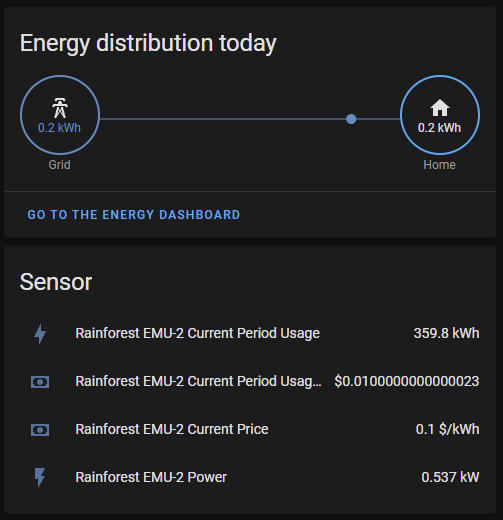 Energy distribution today
0.2 kWh
0.2 kWh
Grid
Home
GO TO THE ENERGY DASHBOARD
Sensor
Rainforest EMU-2 Current Period Usage 359.8 kWh
Rainforest EMU-2 Current Period Usag... $0.0100000000000023
Rainforest EMU-2 Current Price 0.1 $/kWh
Rainforest EMU-2 Power 0.537 kW